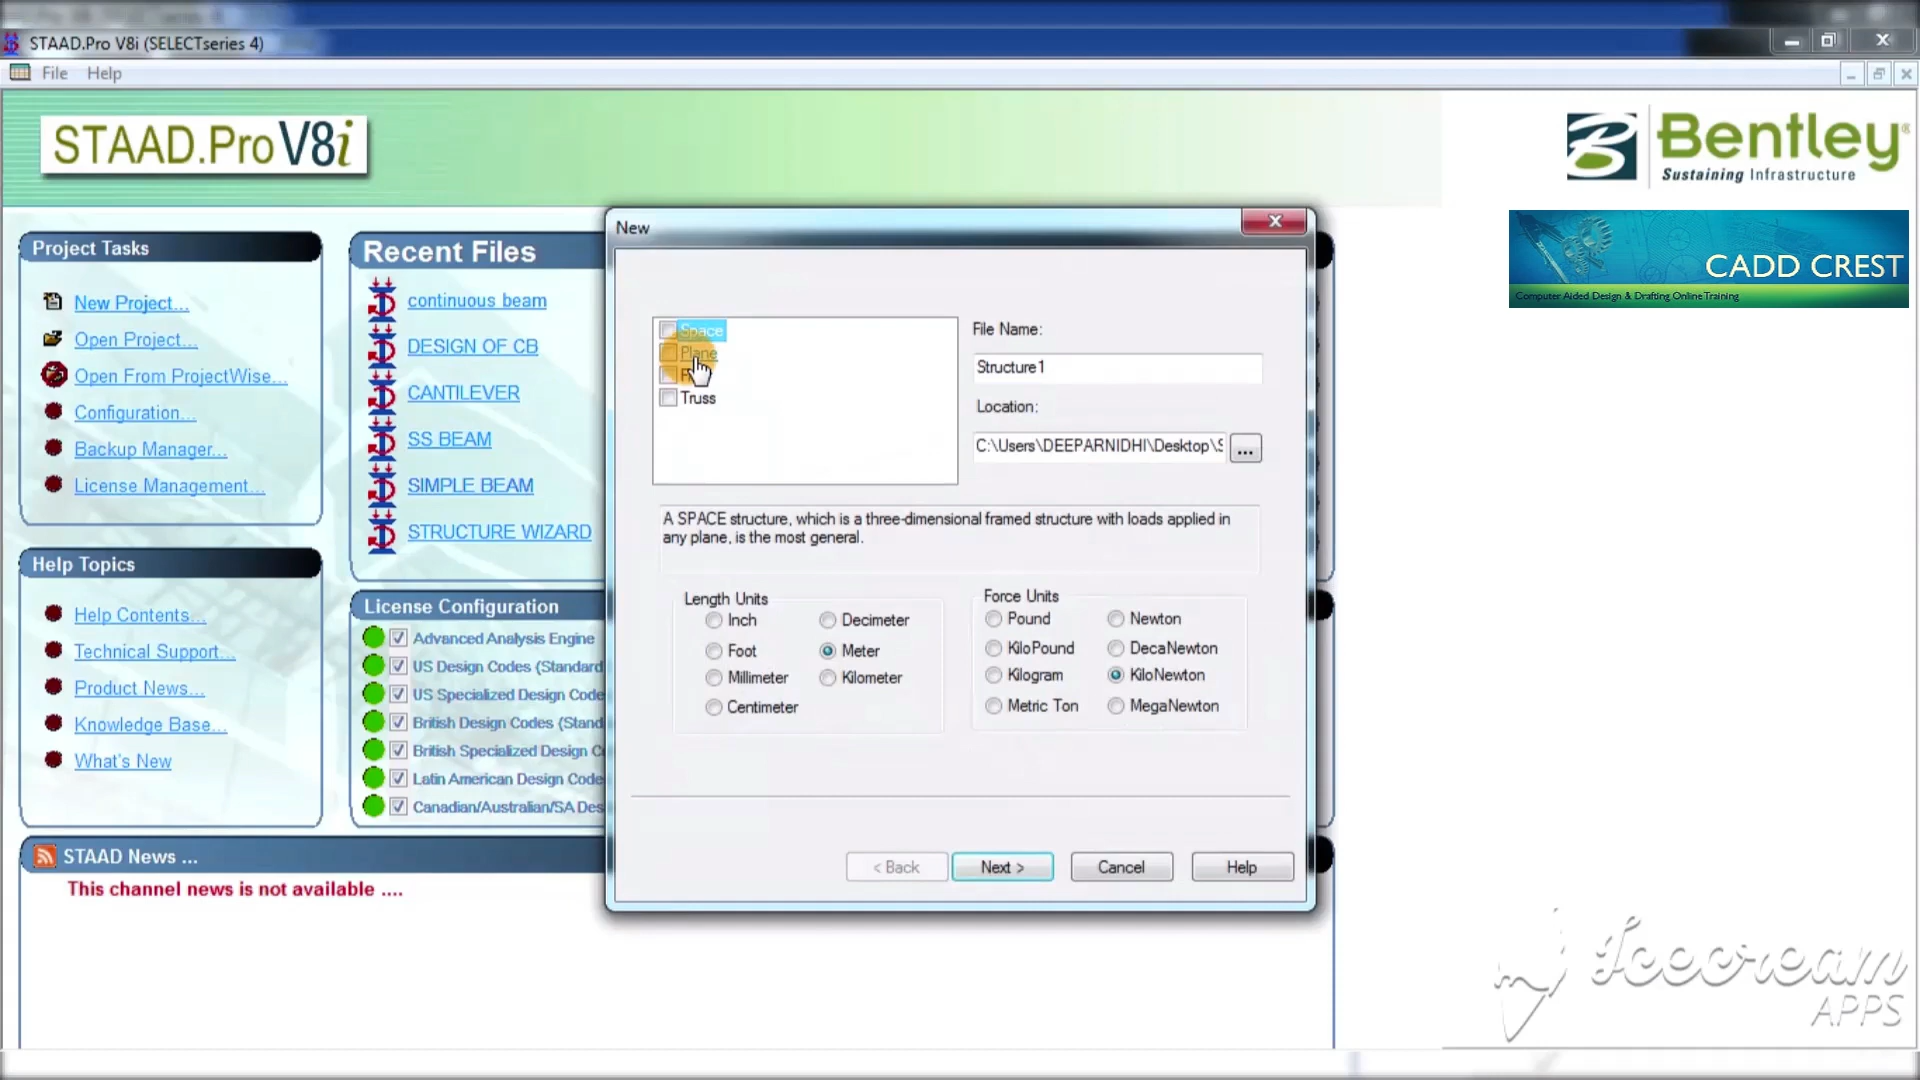 STAAD.Pro V8i (SELECTseries 4)
File Help
STAAD.Pro V8i
Bentley®
Sustaining Infrastructure
CADD CREST
Computer Aided Design & Drafting Online Training
Project Tasks
New Project...
Open Project...
Open From ProjectWise...
Configuration...
Backup Manager...
License Management...
Help Topics
Help Contents...
Technical Support...
Product News...
Knowledge Base...
What's New
Recent Files
continuous beam
DESIGN OF CB
CANTILEVER
SS BEAM
SIMPLE BEAM
STRUCTURE WIZARD
License Configuration
Advanced Analysis Engine
US Design Codes (Standard
US Specialized Design Code
British Design Codes (Stand
British Specialized Design C
Latin American Design Code
Canadian/Australian/SA Des
STAAD News ...
This channel news is not available ....
New
Space
Plane
Truss
File Name:
Structure1
Location:
C:\Users\DEEPARNIDHI\Desktop\S
...
A SPACE structure, which is a three-dimensional framed structure with loads applied in
any plane, is the most general.
Length Units
Inch
Decimeter
Foot
Meter
Millimeter
Kilometer
Centimeter
Force Units
Pound
Newton
KiloPound
DecaNewton
Kilogram
KiloNewton
Metric Ton
MegaNewton
< Back
Next >
Cancel
Help
Icecream
APPS